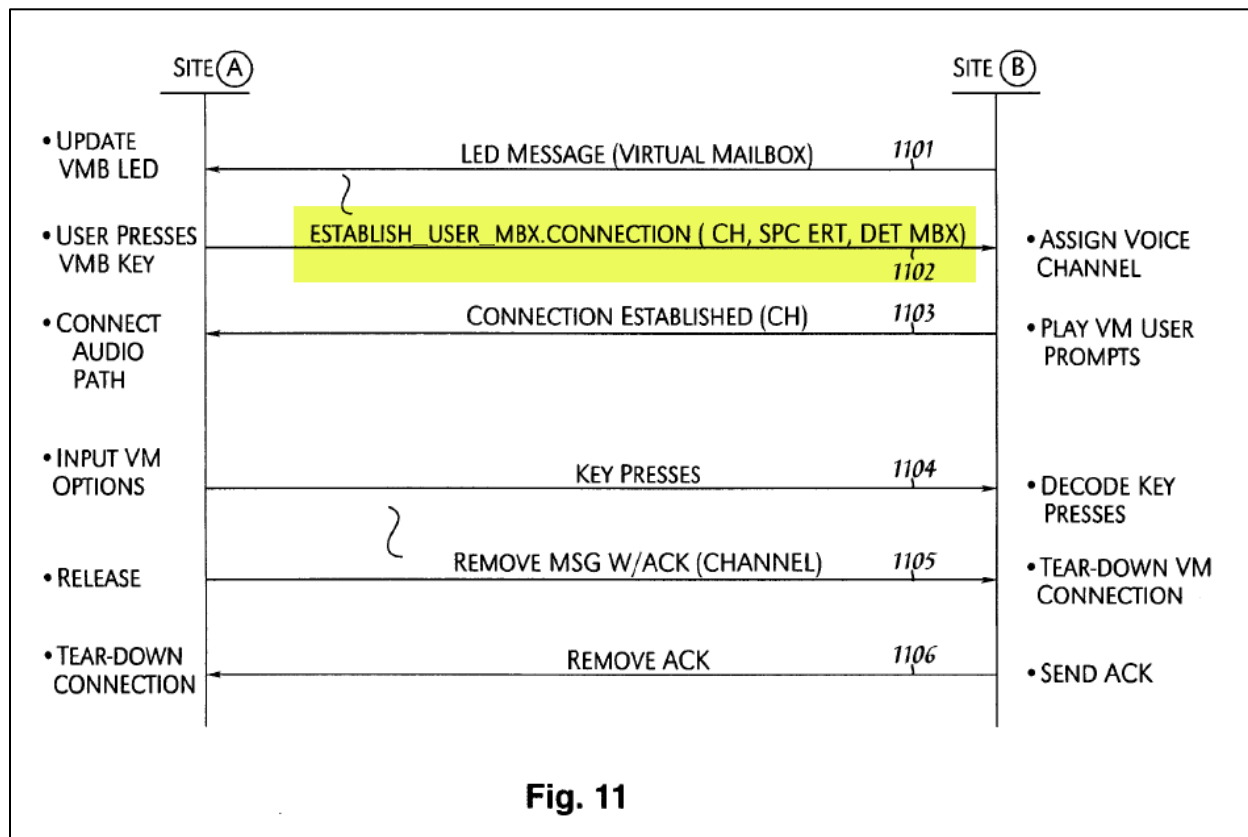 SITE A
SITE B
• UPDATE
VMB LED
LED MESSAGE (VIRTUAL MAILBOX)
1101
• USER PRESSES
VMB KEY
ESTABLISH_USER_MBX.CONNECTION ( CH, SPC ERT, DET MBX)
1102
• ASSIGN VOICE
CHANNEL
• CONNECT
AUDIO
PATH
CONNECTION ESTABLISHED (CH)
1103
• PLAY VM USER
PROMPTS
• INPUT VM
OPTIONS
KEY PRESSES
1104
• DECODE KEY
PRESSES
• RELEASE
REMOVE MSG W/ACK (CHANNEL)
1105
• TEAR-DOWN VM
CONNECTION
• TEAR-DOWN
CONNECTION
REMOVE ACK
1106
• SEND ACK
Fig. 11